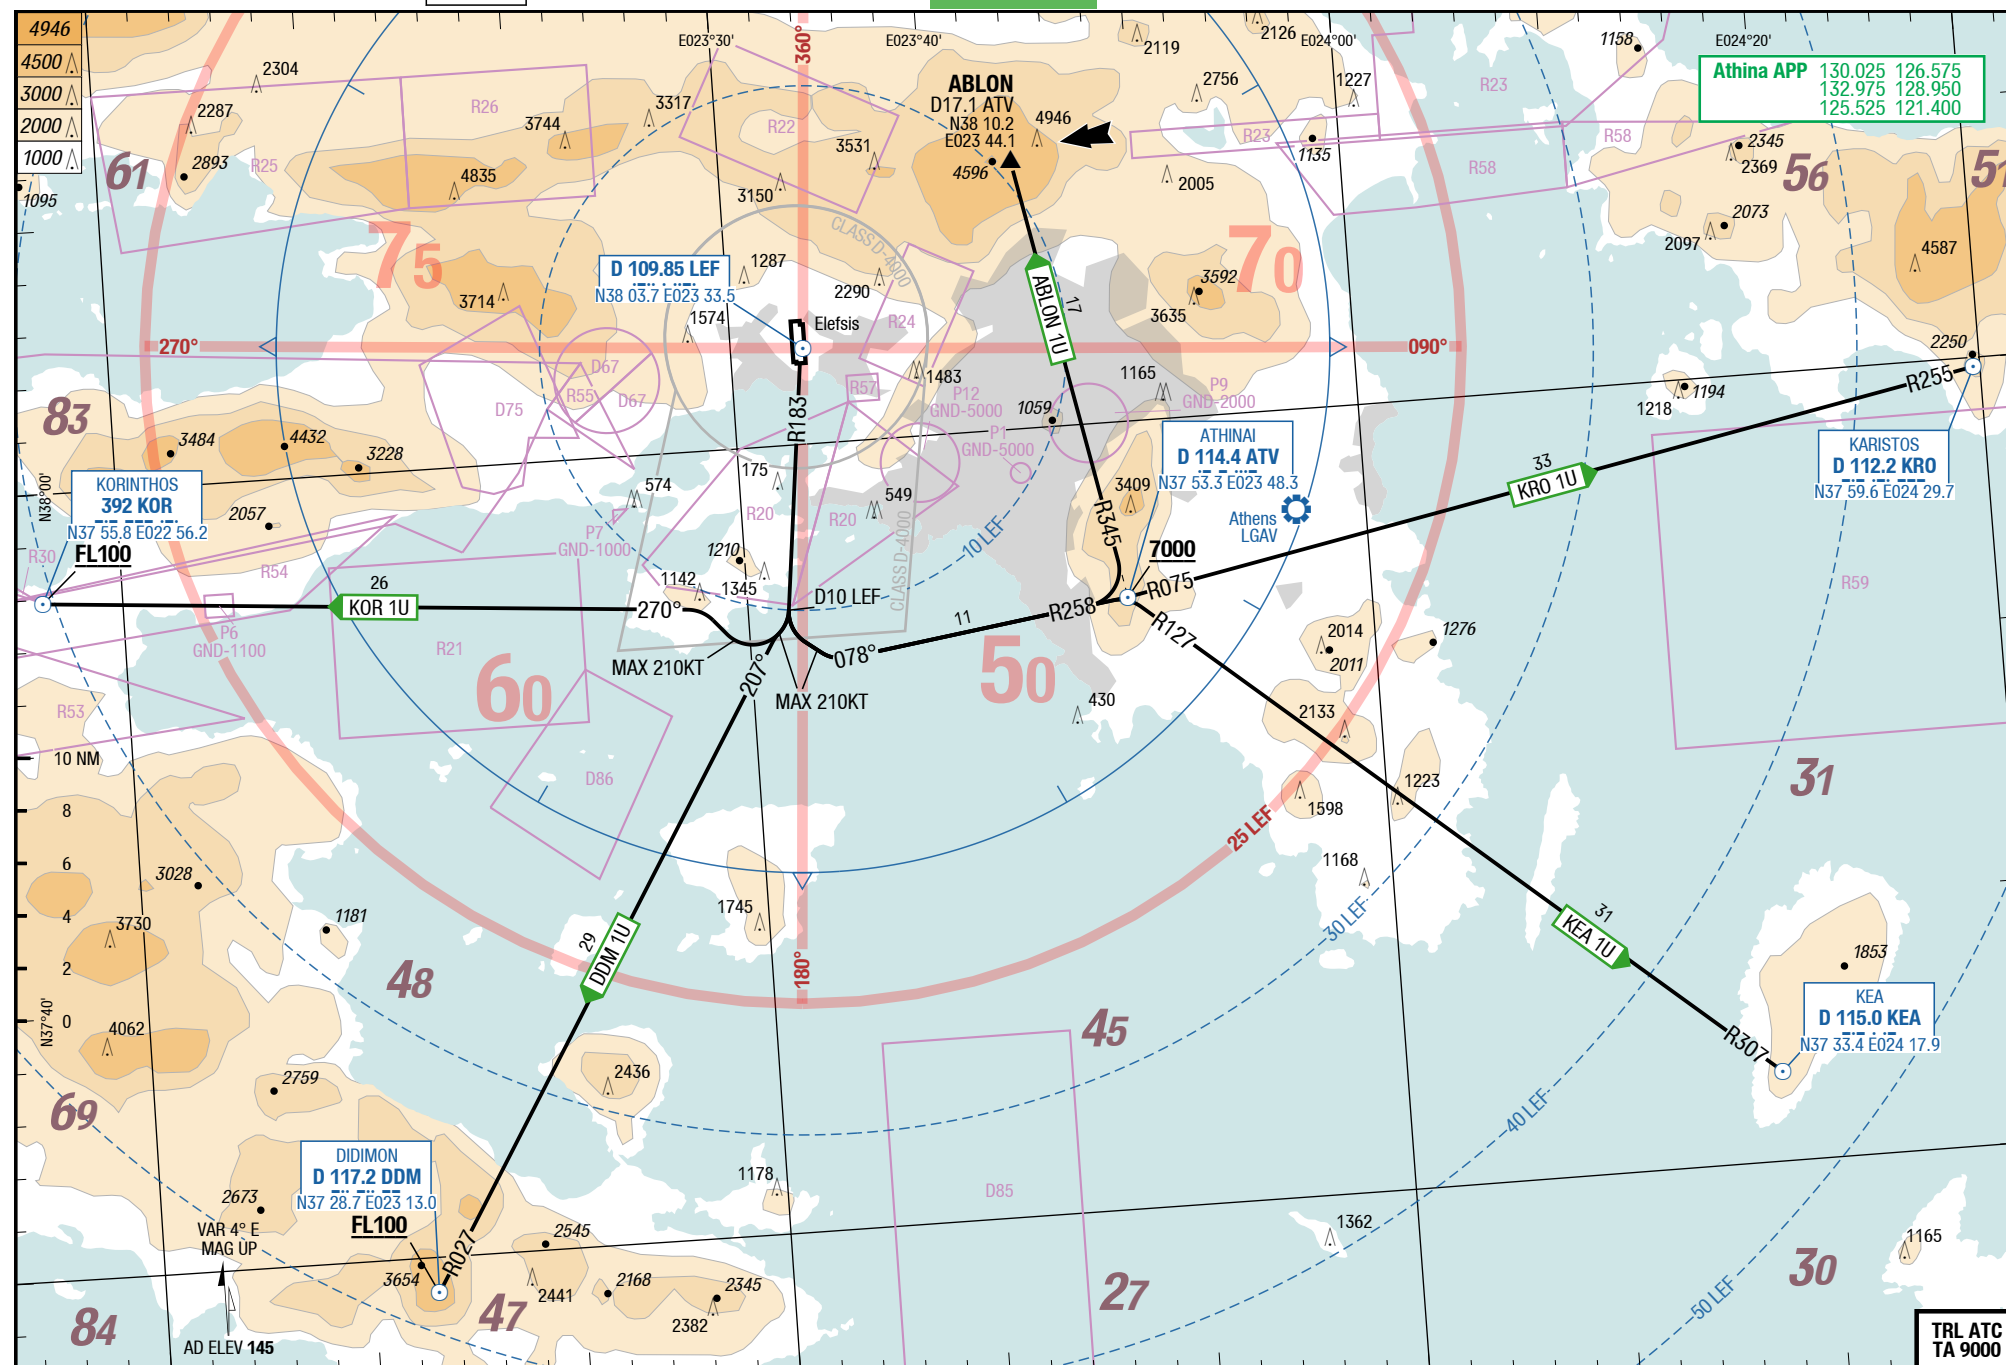 4946
4500
3000
2000
1000
E023°30'
E023°40'
E024°00'
E024°20'
360°
2304
2287
2893
R25
R26
61
1095
3744
3317
R22
3531
3150
4835
ABLON
D17.1 ATV
N38 10.2
E023 44.1
4946
4596
2119
2126
2756
1227
1158
R23
R23
1135
2005
R58
R58
Athina APP 130.025 126.575
132.975 128.950
125.525 121.400
2345
2369
56
51
2073
2097
4587
75
70
CLASS D-4000
D 109.85 LEF
N38 03.7 E023 33.5
1287
2290
3714
1574
Elefsis
R24
ABLON 1U
17
3592
3635
270°
090°
2250
D67
R55
D67
D75
R183
R57
1483
P12
GND-5000
1165
P9
GND-2000
1059
P1
GND-5000
R255
1194
1218
83
3484
4432
3228
N38°00'
KORINTHOS
392 KOR
N37 55.8 E022 56.2
FL100
2057
R30
R54
574
175
R20
R20
549
P7
GND-1000
1210
1142
1345
10 LEF
CLASS D-4000
3409
R345
ATHINAI
D 114.4 ATV
N37 53.3 E023 48.3
Athens
LGAV
7000
33
KRO 1U
KARISTOS
D 112.2 KRO
N37 59.6 E024 29.7
R59
26
KOR 1U
270°
D10 LEF
11
R258
R075
R127
P6
GND-1100
R21
MAX 210KT
207°
078°
MAX 210KT
60
50
2014
2011
1276
430
2133
R53
10 NM
8
6
4
2
0
D86
31
1598
1223
25 LEF
1168
3028
3730
1181
1745
30 LEF
29
DDM 1U
180°
31
KEA 1U
1853
48
45
N37°40'
4062
KEA
D 115.0 KEA
N37 33.4 E024 17.9
R307
2759
2436
69
40 LEF
DIDIMON
D 117.2 DDM
N37 28.7 E023 13.0
FL100
1178
D85
2673
VAR 4° E
MAG UP
R027
2545
1362
1165
3654
2441
2168
2345
2382
84
47
27
30
50 LEF
AD ELEV 145
TRL ATC
TA 9000